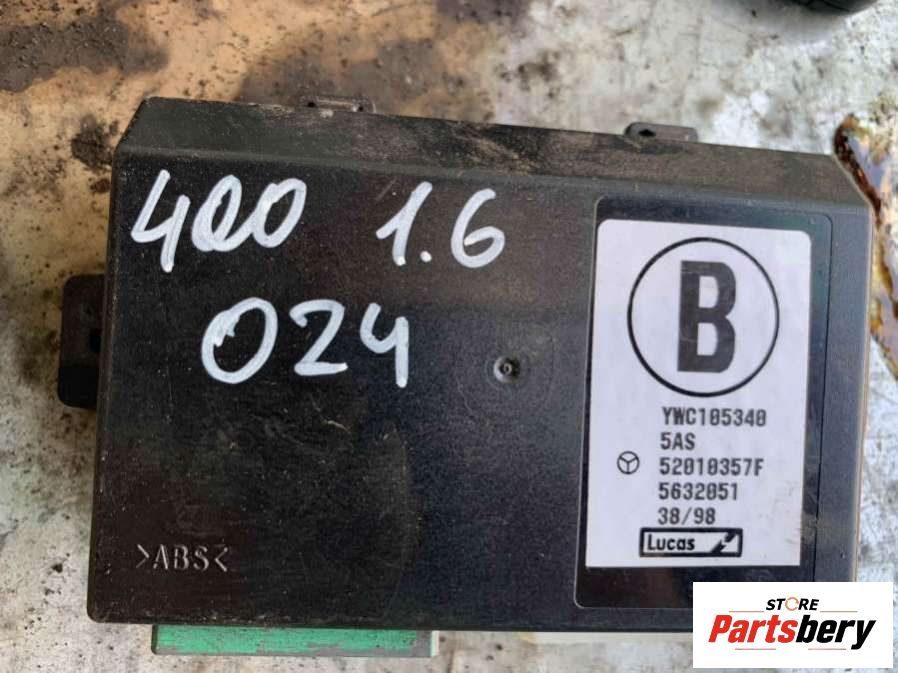 400 1.6
024
B
YWC105340
5AS
52010357F
5632051
38/98
Lucas
>ABS<
STORE
Partsbery